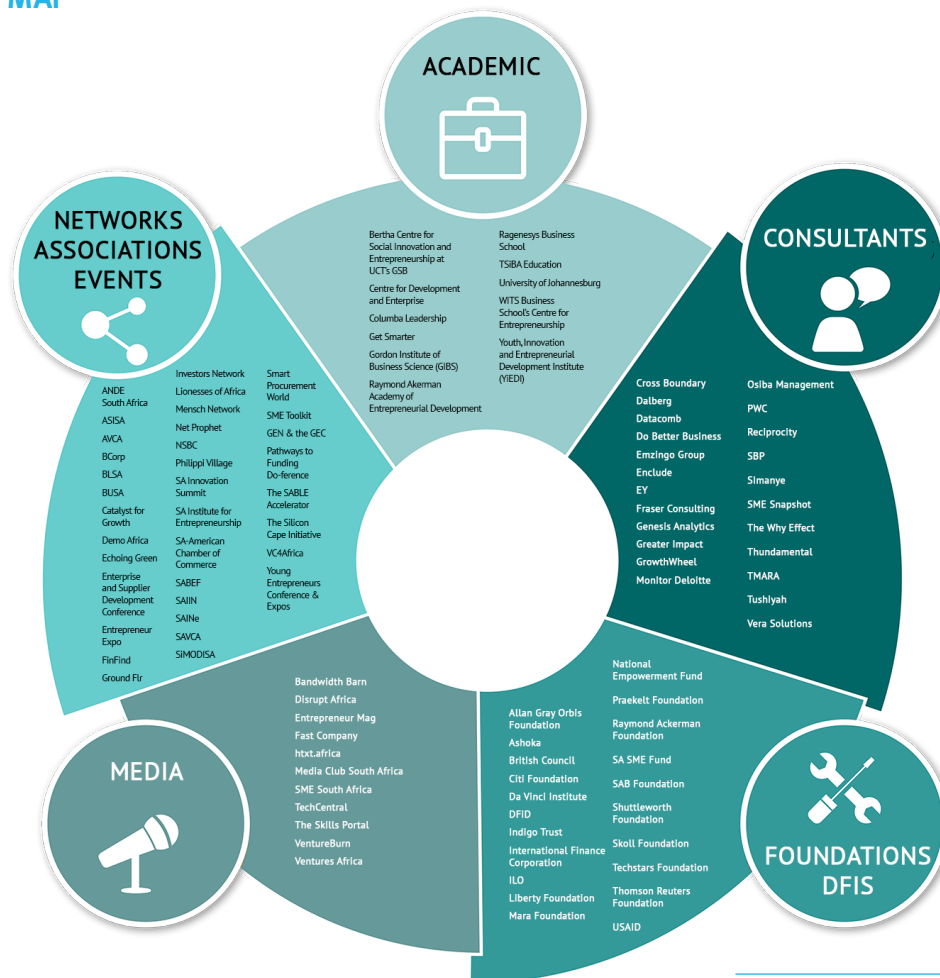 MAP
ACADEMIC
Bertha Centre for
Social Innovation and
Entrepreneurship at
UCT's GSB
Centre for Development
and Enterprise
Columba Leadership
Get Smarter
Gordon Institute of
Business Science (GIBS)
Raymond Akerman
Academy of
Entrepreneurial Development
Ragenesys Business
School
TSiBA Education
University of Johannesburg
WITS Business
School's Centre for
Entrepreneurship
Youth, Innovation
and Entrepreneurial
Development Institute
(YiEDI)
CONSULTANTS
Cross Boundary
Dalberg
Datacomb
Do Better Business
Emzingo Group
Enclude
EY
Fraser Consulting
Genesis Analytics
Greater Impact
GrowthWheel
Monitor Deloitte
Osiba Management
PWC
Reciprocity
SBP
Simanye
SME Snapshot
The Why Effect
Thundamental
TMARA
Tushiyah
Vera Solutions
NETWORKS
ASSOCIATIONS
EVENTS
ANDE
South Africa
ASISA
AVCA
BCorp
BLSA
BUSA
Catalyst for
Growth
Demo Africa
Echoing Green
Enterprise
and Supplier
Development
Conference
Entrepreneur
Expo
FinFind
Ground Flr
Investors Network
Lionesses of Africa
Mensch Network
Net Prophet
NSBC
Philippi Village
SA Innovation
Summit
SA Institute for
Entrepreneurship
SA-American
Chamber of
Commerce
SABEF
SAIIN
SAINe
SAVCA
SiMODISA
Smart
Procurement
World
SME Toolkit
GEN & the GEC
Pathways to
Funding
Do-ference
The SABLE
Accelerator
The Silicon
Cape Initiative
VC4Africa
Young
Entrepreneurs
Conference &
Expos
MEDIA
Bandwidth Barn
Disrupt Africa
Entrepreneur Mag
Fast Company
htxt.africa
Media Club South Africa
SME South Africa
TechCentral
The Skills Portal
VentureBurn
Ventures Africa
FOUNDATIONS
DFIS
Allan Gray Orbis
Foundation
Ashoka
British Council
Citi Foundation
Da Vinci Institute
DFID
Indigo Trust
International Finance
Corporation
ILO
Liberty Foundation
Mara Foundation
National
Empowerment Fund
Praekelt Foundation
Raymond Ackerman
Foundation
SA SME Fund
SAB Foundation
Shuttleworth
Foundation
Skoll Foundation
Techstars Foundation
Thomson Reuters
Foundation
USAID